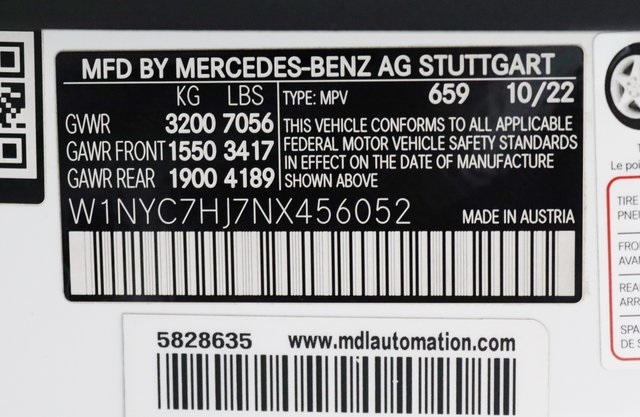 MFD BY MERCEDES-BENZ AG STUTTGART
KG LBS
GVWR 3200 7056
GAWR FRONT 1550 3417
GAWR REAR 1900 4189
TYPE: MPV 659 10/22
THIS VEHICLE CONFORMS TO ALL APPLICABLE
FEDERAL MOTOR VEHICLE SAFETY STANDARDS
IN EFFECT ON THE DATE OF MANUFACTURE
SHOWN ABOVE
W1NYC7HJ7NX456052 MADE IN AUSTRIA
5828635 www.mdlautomation.com
Le poi
TIRE
PNEU
FRO
AVAN
REA
ARR
SPA
DE S